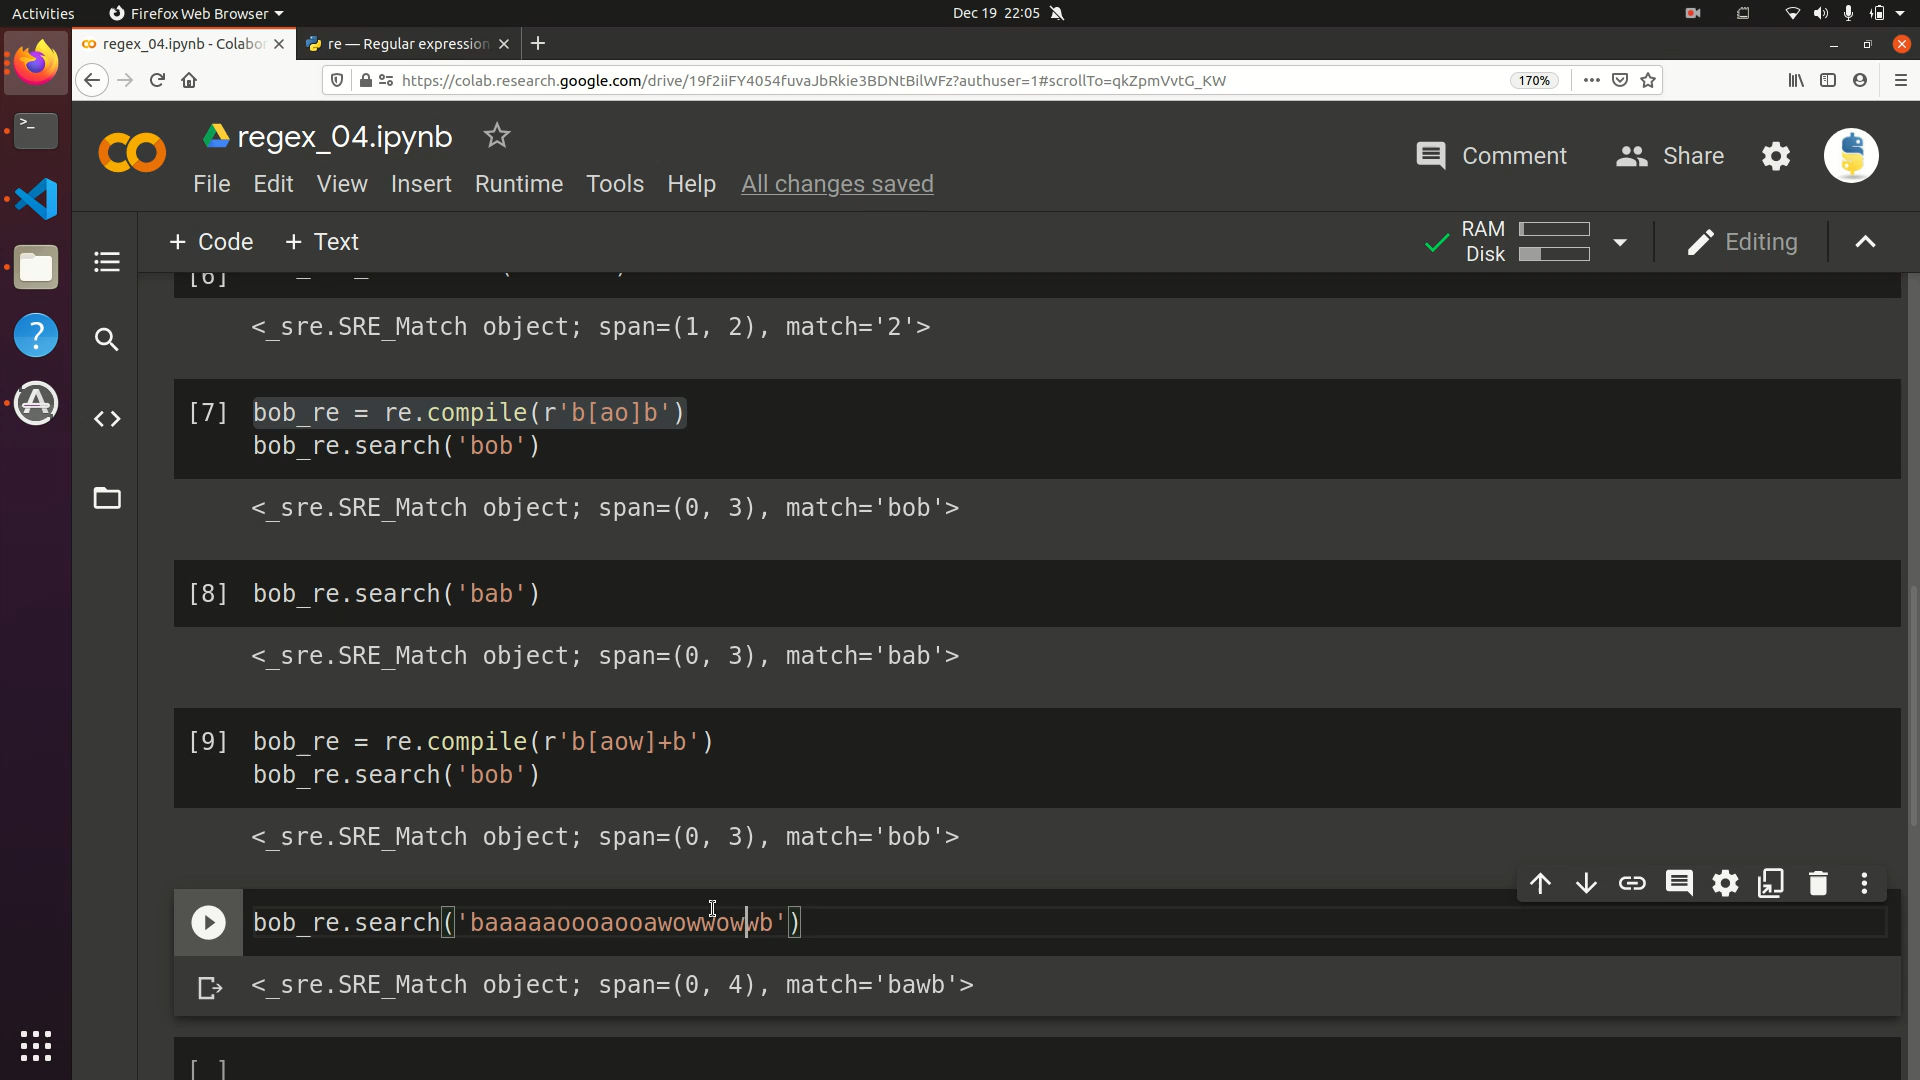 Activities
Firefox Web Browser
Dec 19 22:05
regex_04.ipynb - Colabor
re — Regular expression
https://colab.research.google.com/drive/19f2iiFY4054fuvaJbRkie3BDNtBilWFz?authuser=1#scrollTo=qkZpmVvtG_KW
170%
regex_04.ipynb
Comment
Share
File Edit View Insert Runtime Tools Help All changes saved
+ Code + Text
RAM
Disk
Editing
[6]
<_sre.SRE_Match object; span=(1, 2), match='2'>
[7] bob_re = re.compile(r'b[ao]b')
bob_re.search('bob')
<_sre.SRE_Match object; span=(0, 3), match='bob'>
[8] bob_re.search('bab')
<_sre.SRE_Match object; span=(0, 3), match='bab'>
[9] bob_re = re.compile(r'b[aow]+b')
bob_re.search('bob')
<_sre.SRE_Match object; span=(0, 3), match='bob'>
bob_re.search('baaaaaoooaooawowwowwb')
<_sre.SRE_Match object; span=(0, 4), match='bawb'>
[ ]